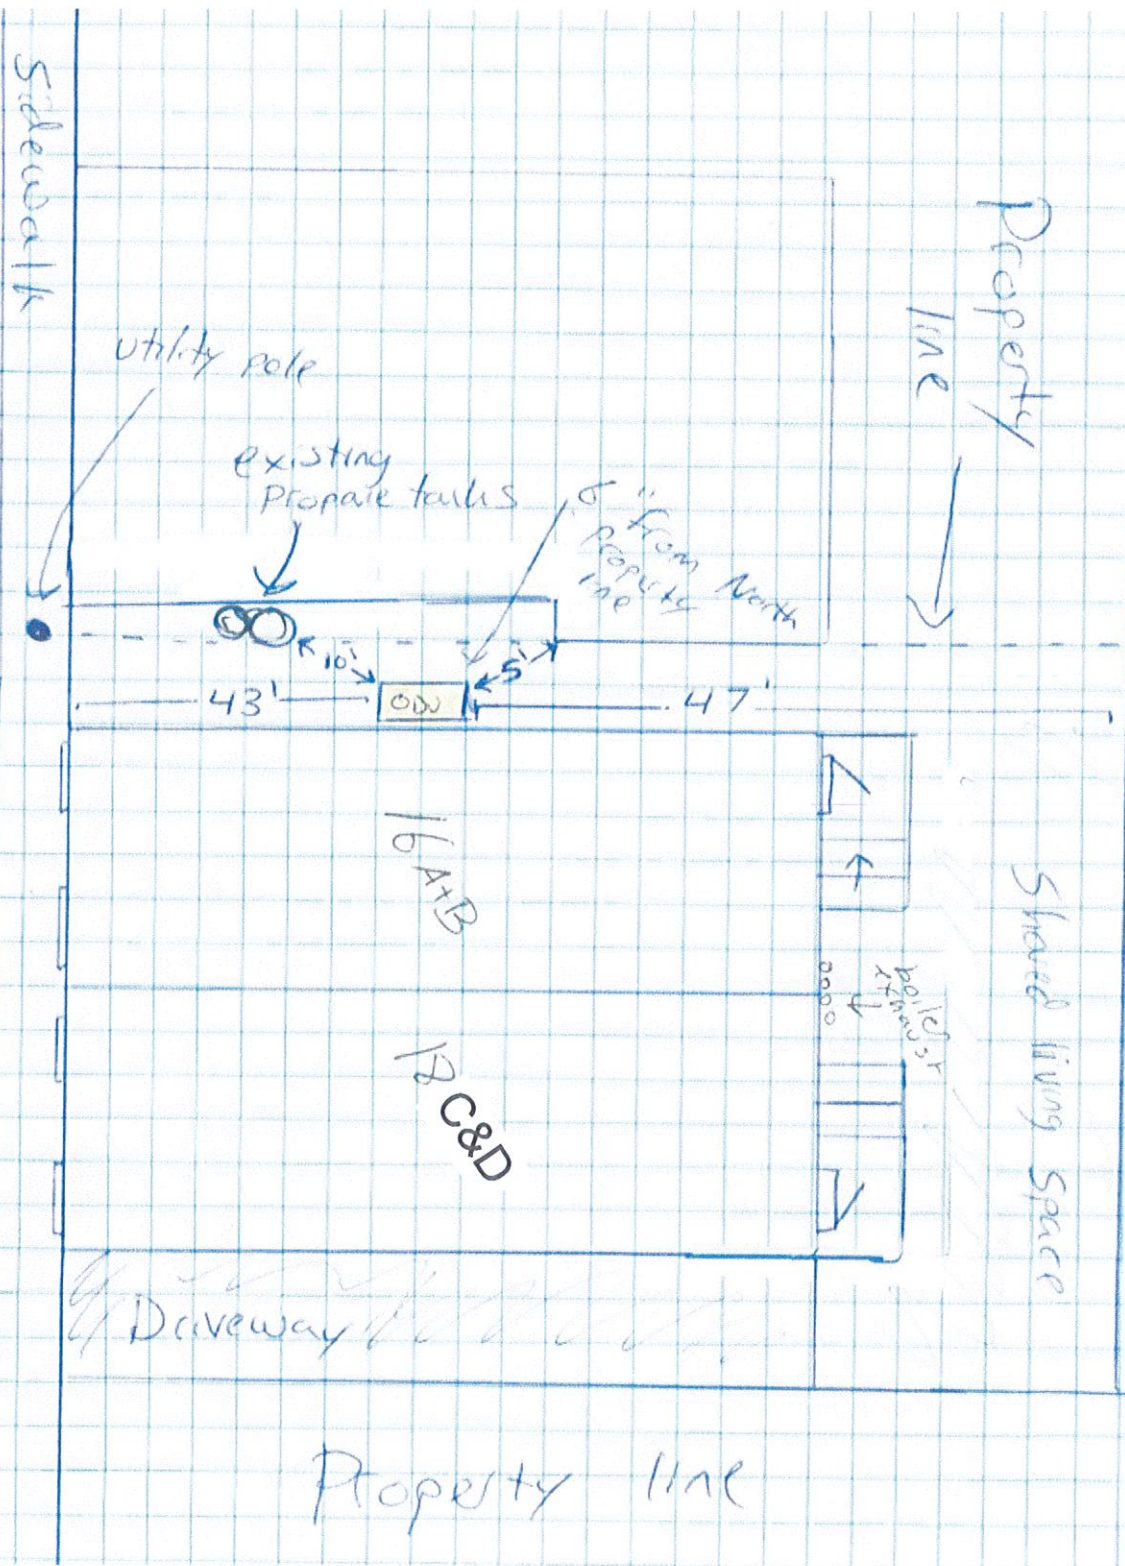 Sidewalk
Property
line
utility pole
existing
propane tanks
6" from
property
line
North
10'
5'
43'
ODU
47'
16 A+B
boiler
exhaust
Shared living space
12 C&D
Driveway
Property line